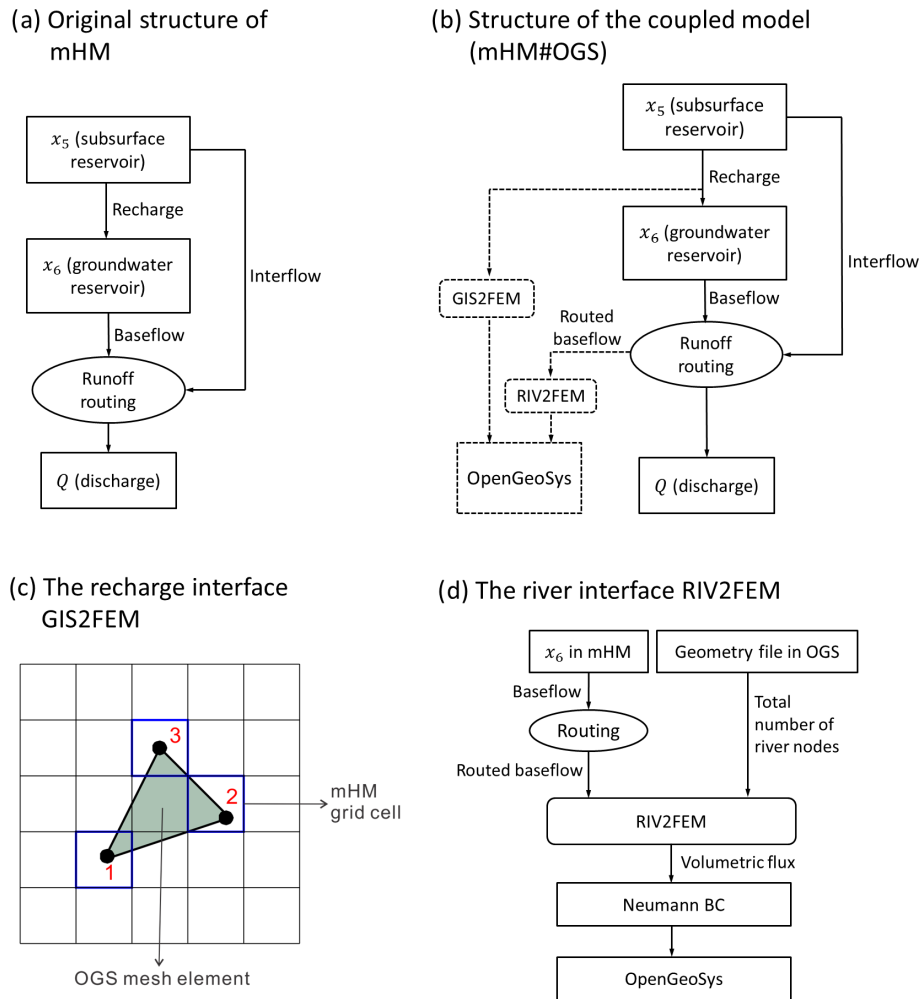 (a) Original structure of
mHM
x₅ (subsurface
reservoir)
Recharge
x₆ (groundwater
reservoir)
Interflow
Baseflow
Runoff
routing
Q (discharge)
(b) Structure of the coupled model
(mHM#OGS)
x₅ (subsurface
reservoir)
Recharge
x₆ (groundwater
reservoir)
Interflow
GIS2FEM
Baseflow
Routed
baseflow
Runoff
routing
RIV2FEM
OpenGeoSys
Q (discharge)
(c) The recharge interface
GIS2FEM
3
2
1
mHM
grid cell
OGS mesh element
(d) The river interface RIV2FEM
x₆ in mHM
Geometry file in OGS
Baseflow
Total
number of
river nodes
Routing
Routed baseflow
RIV2FEM
Volumetric flux
Neumann BC
OpenGeoSys